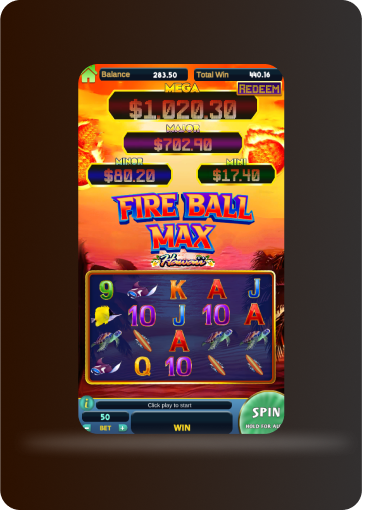 Balance 283.50 Total Win 440.16
MEGA REDEEM
$1,020.30
MAJOR
$702.90
MINOR MINI
$80.20 $17.40
FIRE BALL
MAX
Hawaii
9 K A J
10 J 10 A
A
Q 10
Click play to start
50
BET WIN
SPIN
HOLD FOR AU